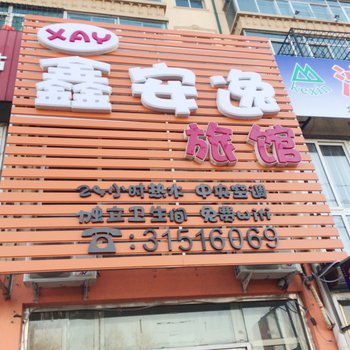 XAY
鑫安逸
旅馆
24小时热水 中央空调
独立卫生间 免费WIFI
☎:31516069